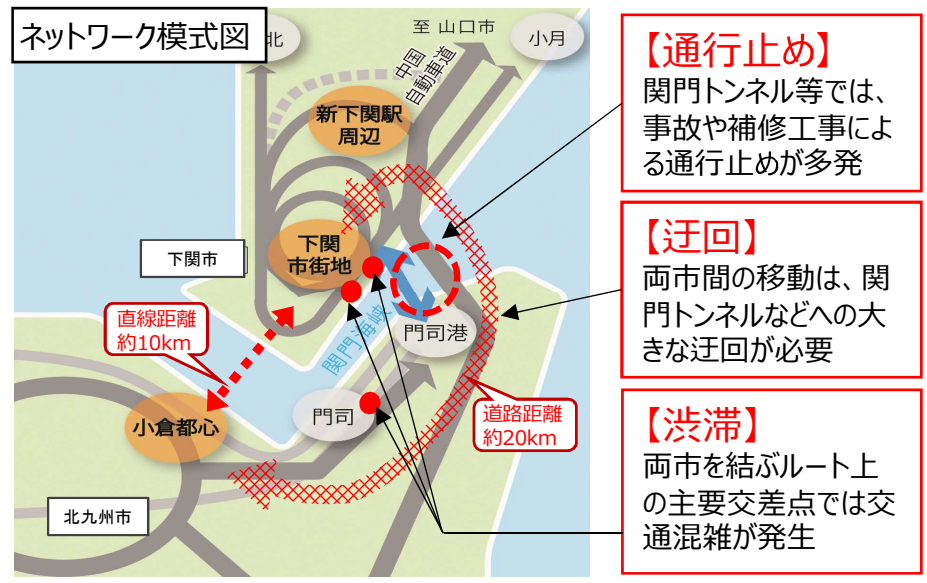 ネットワーク模式図
北
至 山口市
小月
中国
自動車道
新下関駅
周辺
下関
市街地
下関市
直線距離
約10km
関門海峡
門司港
門司
小倉都心
道路距離
約20km
北九州市
【通行止め】
関門トンネル等では、
事故や補修工事によ
る通行止めが多発
【迂回】
両市間の移動は、関
門トンネルなどへの大
きな迂回が必要
【渋滞】
両市を結ぶルート上
の主要交差点では交
通混雑が発生